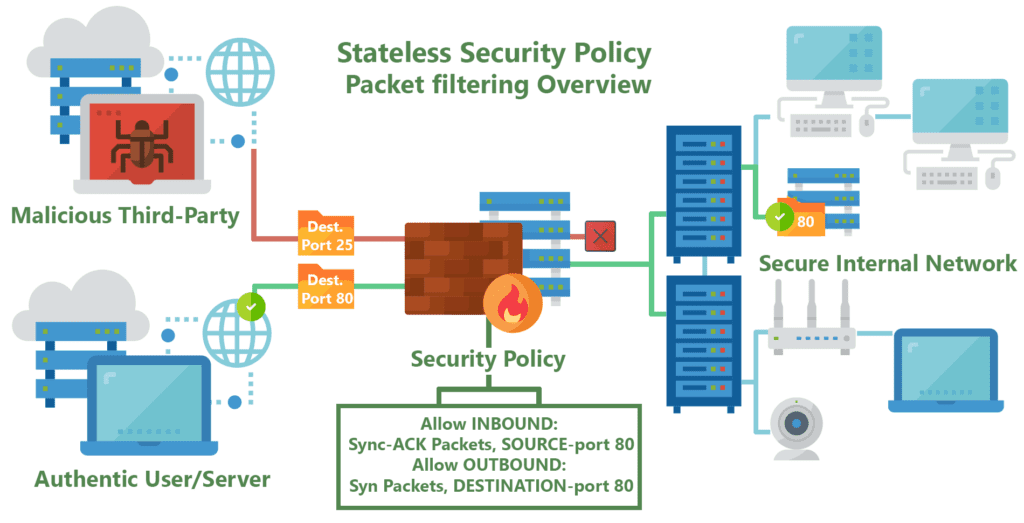 Stateless Security Policy
Packet filtering Overview
Malicious Third-Party
Dest.
Port 25
Dest.
Port 80
80
Secure Internal Network
Security Policy
Allow INBOUND:
Sync-ACK Packets, SOURCE-port 80
Allow OUTBOUND:
Syn Packets, DESTINATION-port 80
Authentic User/Server